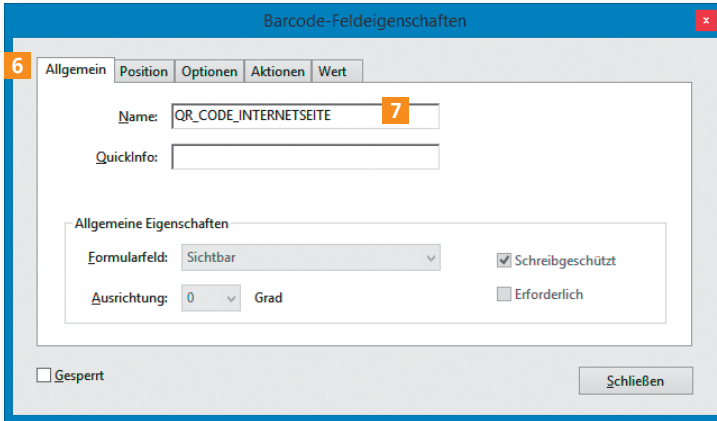 Barcode-Feldeigenschaften
x
6
Allgemein Position Optionen Aktionen Wert
Name: QR_CODE_INTERNETSEITE 7
QuickInfo:
Allgemeine Eigenschaften
Formularfeld: Sichtbar
Schreibgeschützt
Ausrichtung: 0 Grad
Erforderlich
Gesperrt
Schließen